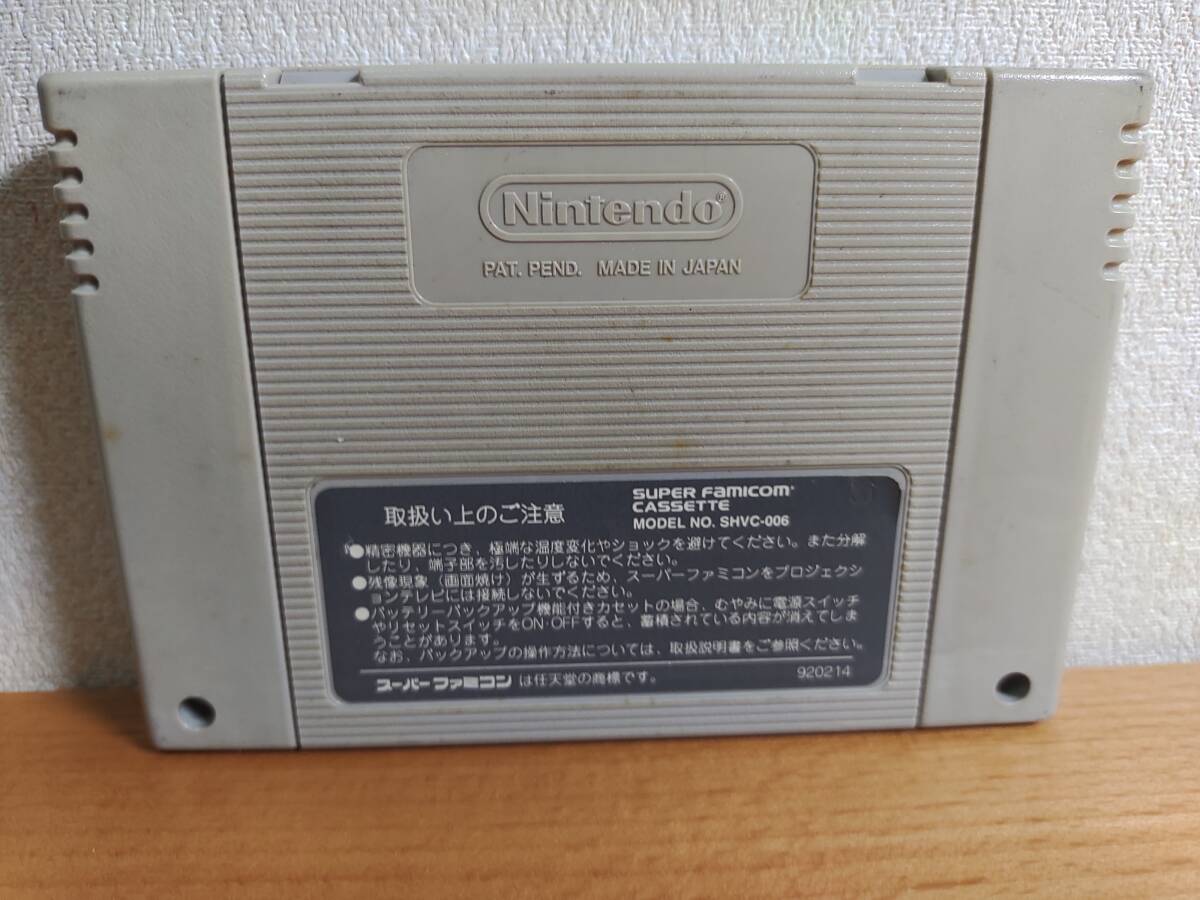 Nintendo®
PAT. PEND. MADE IN JAPAN
取扱い上のご注意
SUPER FAMICOM
CASSETTE
MODEL NO. SHVC-006
●精密機器につき、極端な温度変化やショックを避けてください。また分解
したり、端子部を汚したりしないでください。
●残像現象（画面焼け）が生ずるため、スーパーファミコンをプロジェクシ
ョンテレビには接続しないでください。
●バッテリーバックアップ機能付きカセットの場合、むやみに電源スイッチ
やリセットスイッチをON・OFFすると、蓄積されている内容が消えてしま
うことがあります。
なお、バックアップの操作方法については、取扱説明書をご参照ください。
スーパーファミコン は任天堂の商標です。
920214